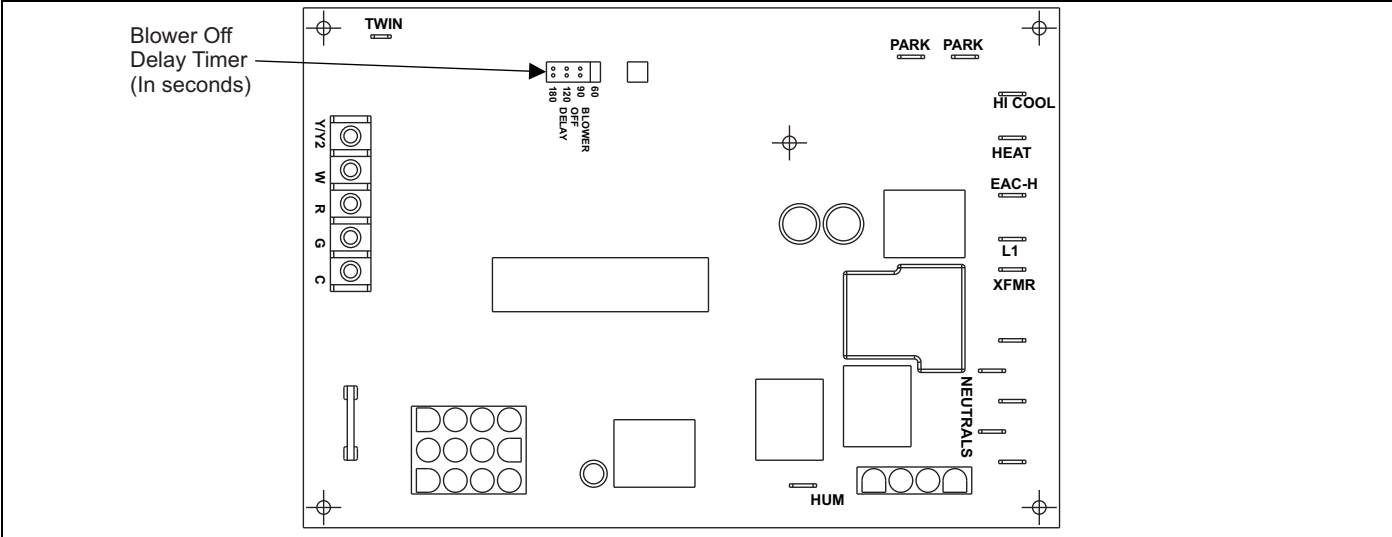 Blower Off
Delay Timer
(In seconds)
TWIN
PARK PARK
HI COOL
HEAT
EAC-H
L1
XFMR
NEUTRALS
60
90
120
180
BLOWER
OFF
DELAY
Y/Y2
W
R
G
C
HUM